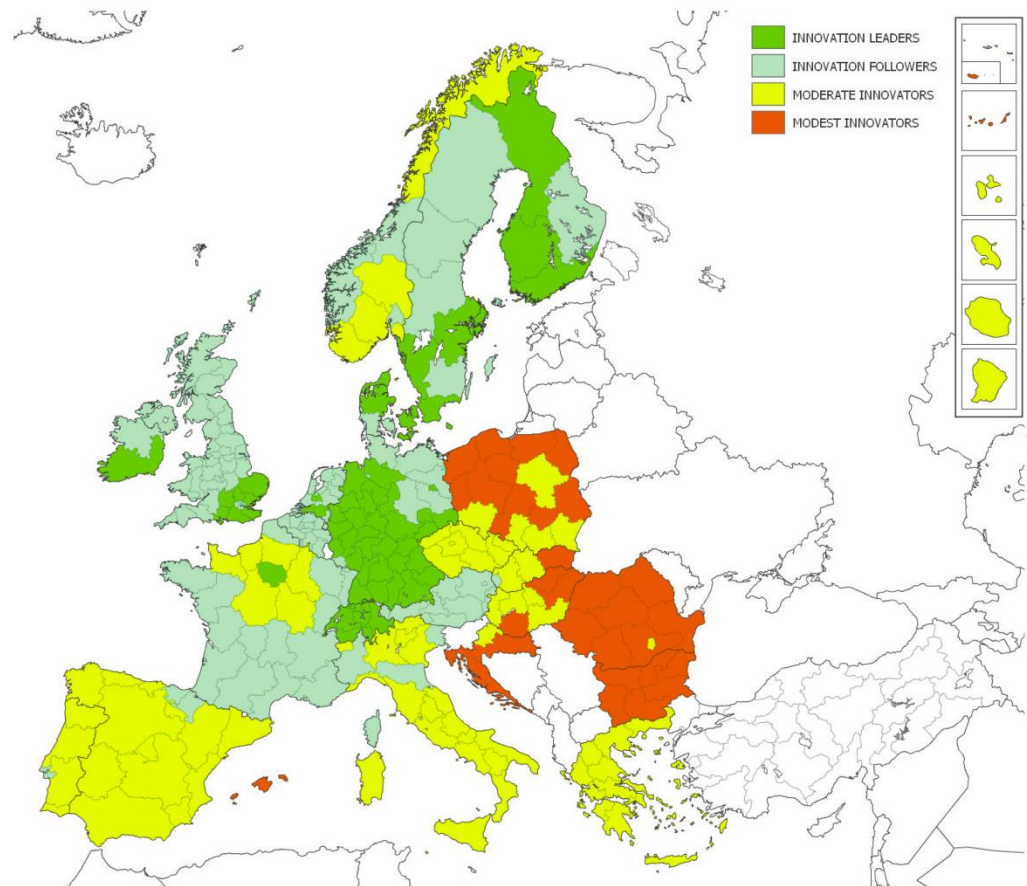 INNOVATION LEADERS
INNOVATION FOLLOWERS
MODERATE INNOVATORS
MODEST INNOVATORS